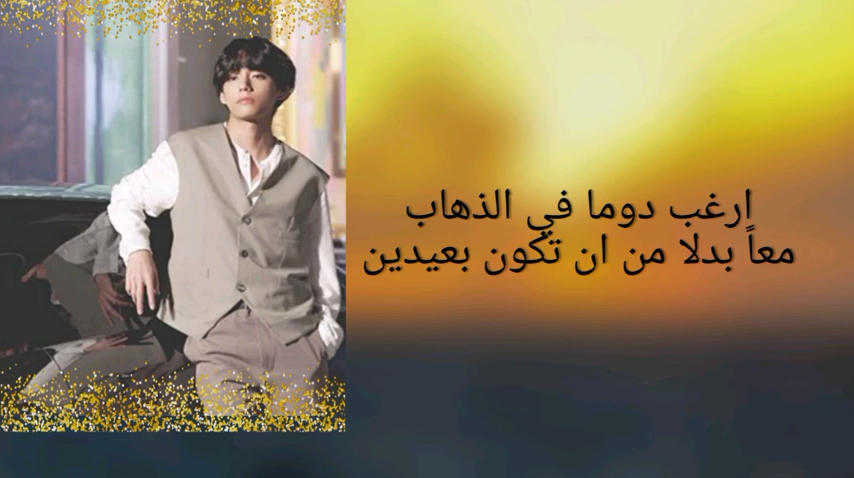 ارغب دوما في الذهاب
معاً بدلا من ان تكون بعيدين